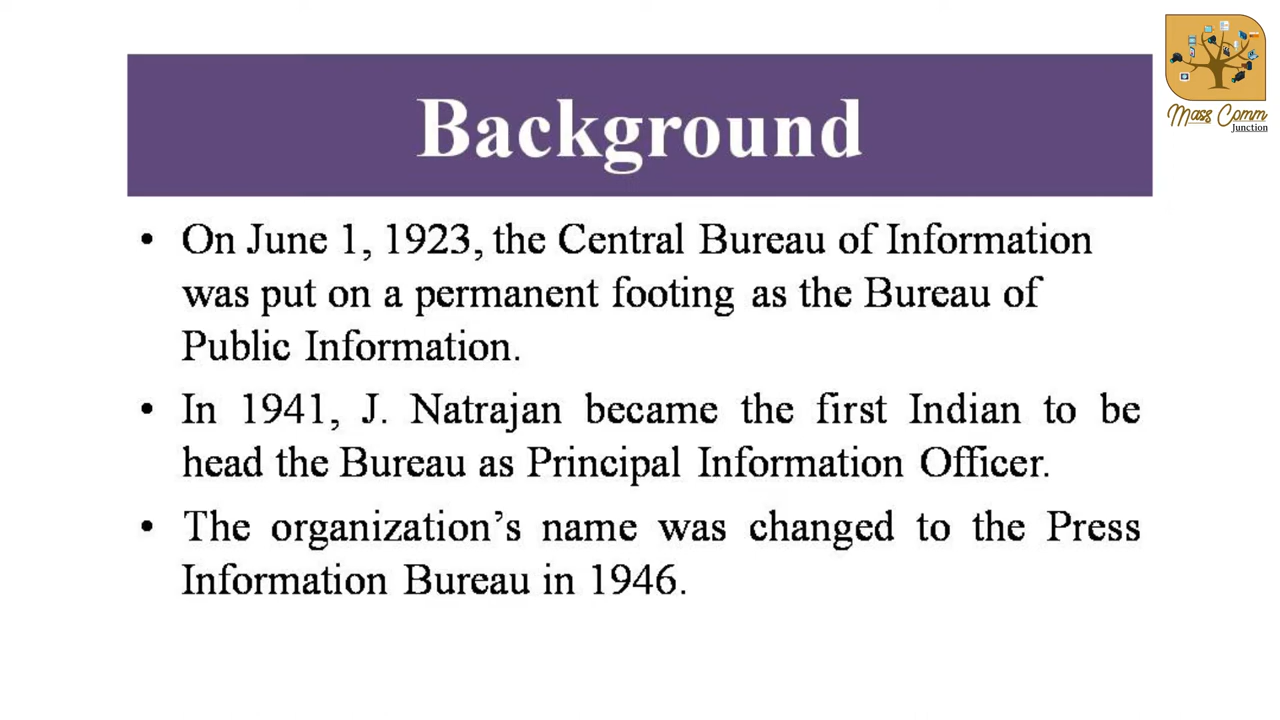 Mass Comm
Junction
Background
• On June 1, 1923, the Central Bureau of Information
was put on a permanent footing as the Bureau of
Public Information.
• In 1941, J. Natrajan became the first Indian to be
head the Bureau as Principal Information Officer.
• The organization’s name was changed to the Press
Information Bureau in 1946.